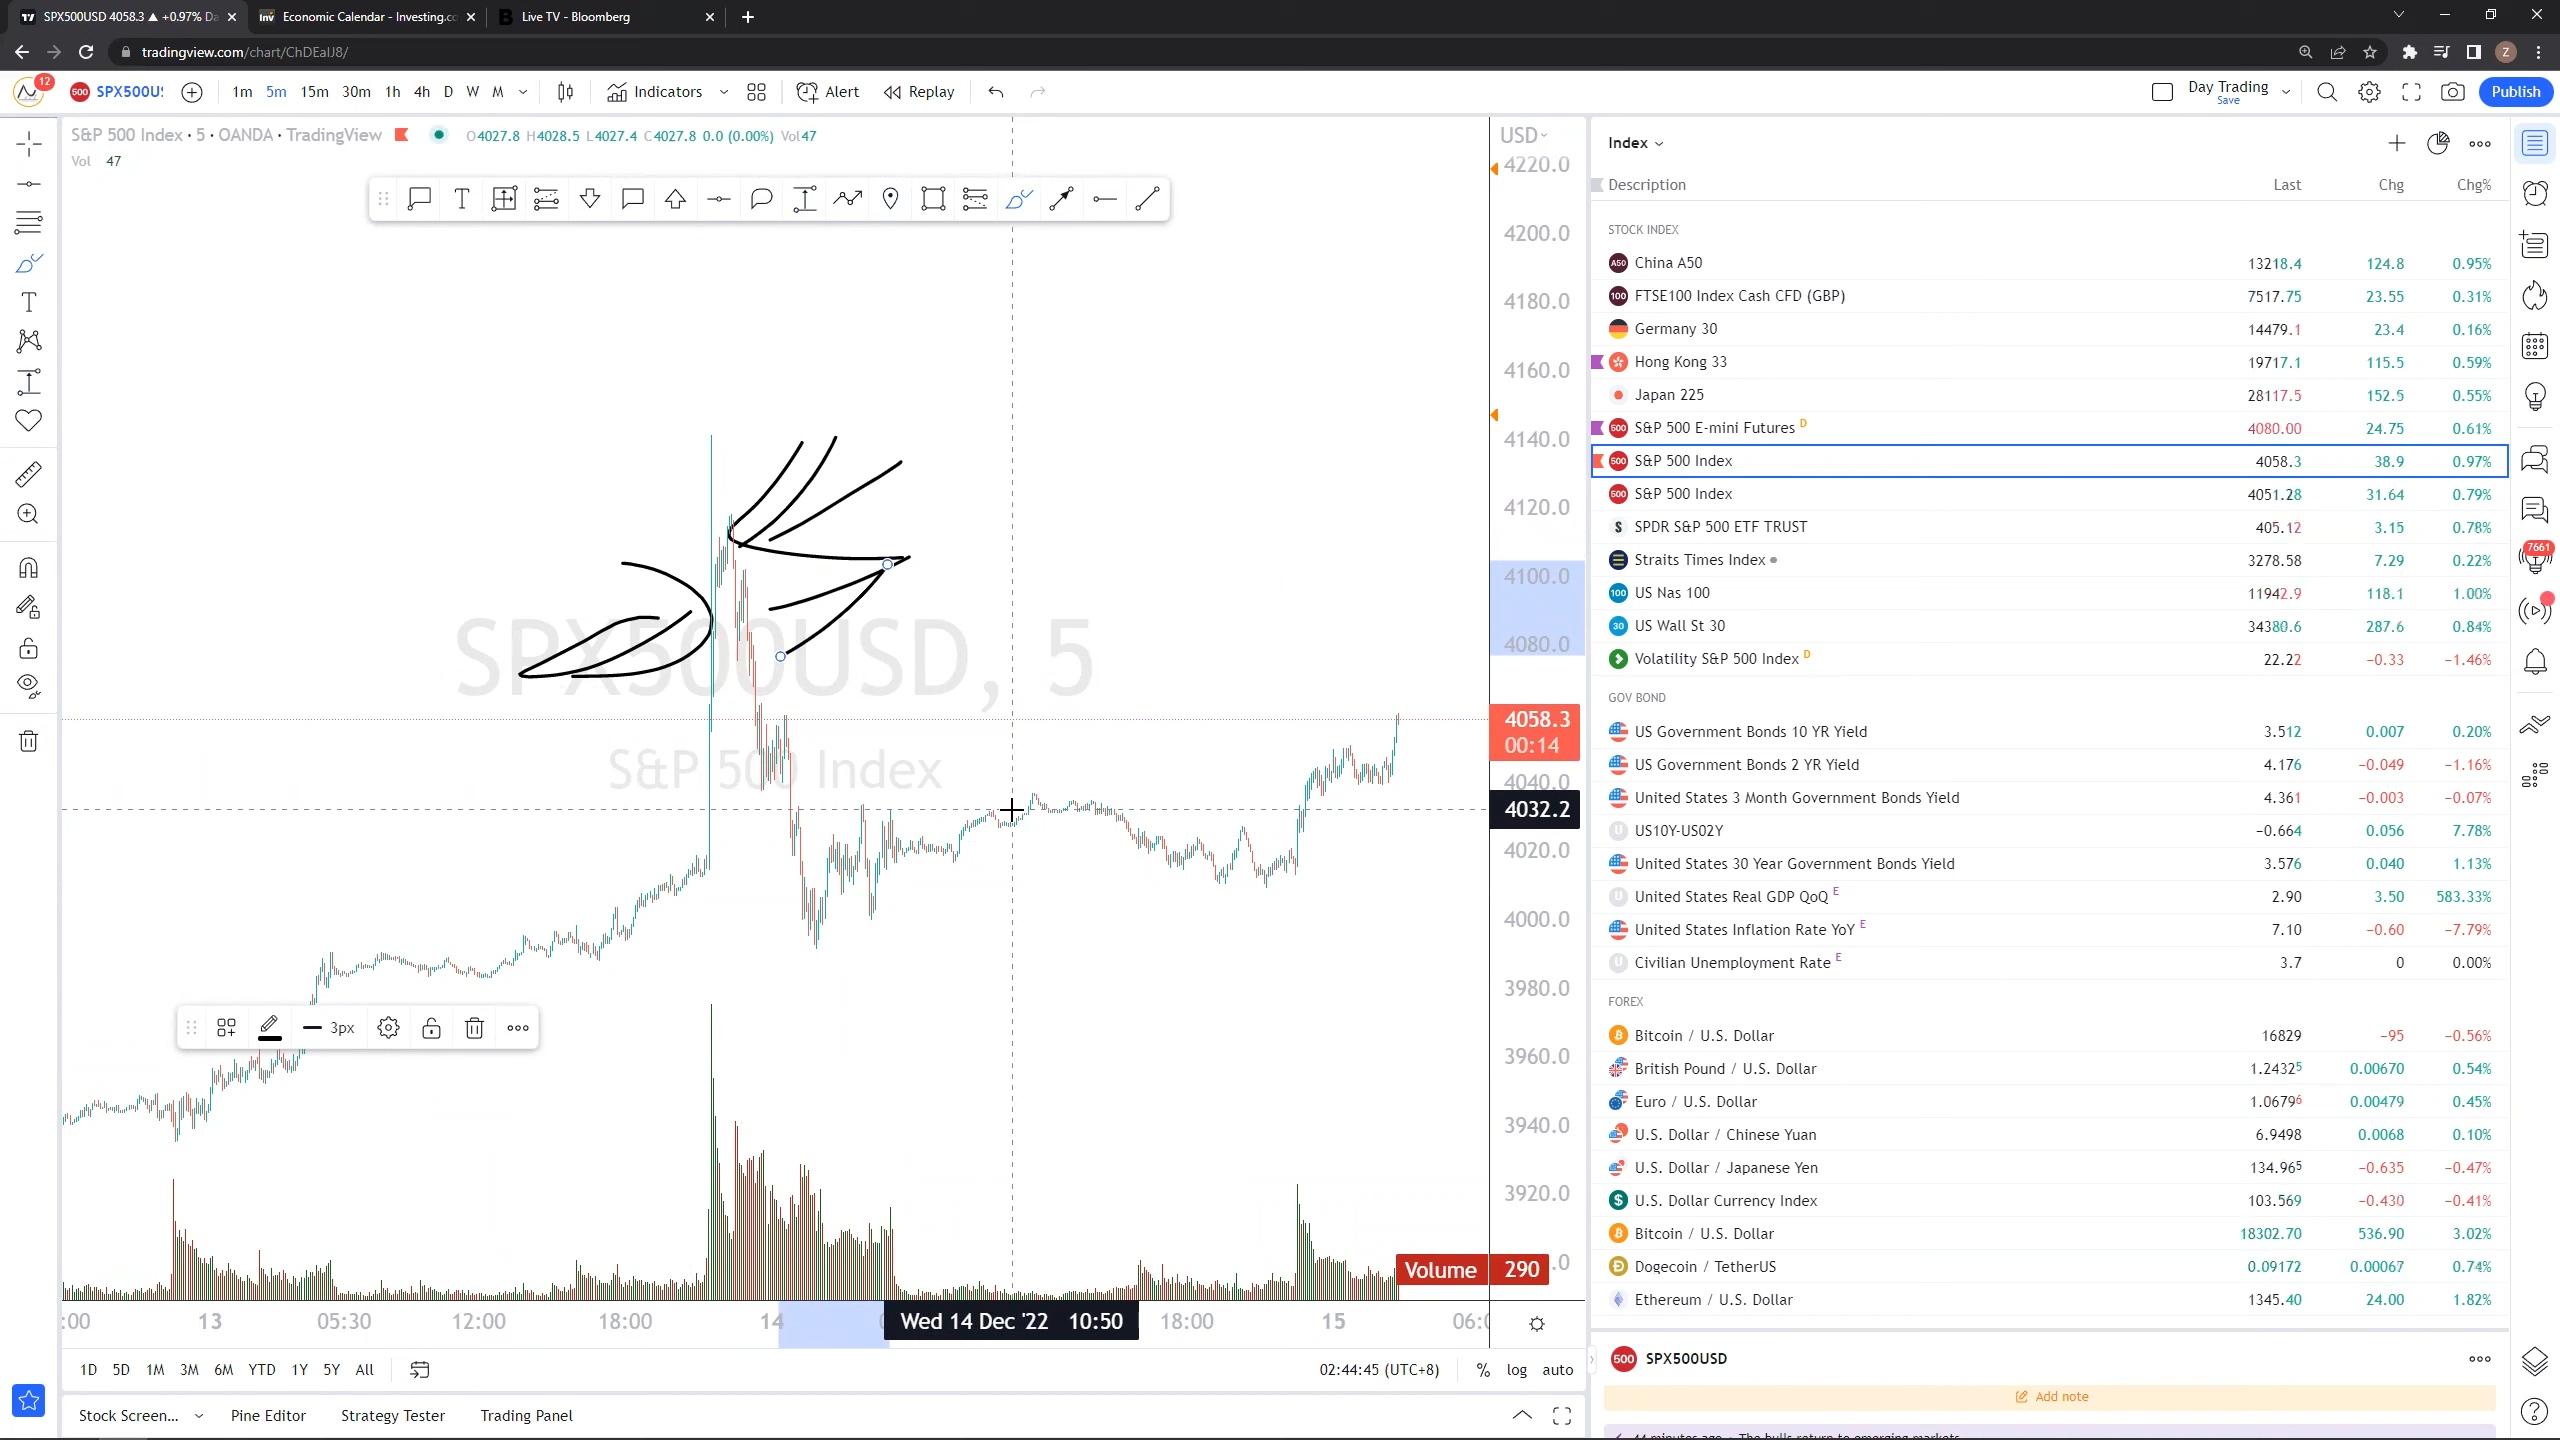 SPX500USD 4058.3 ▲ +0.97% Da
Economic Calendar - Investing.co
Live TV - Bloomberg
tradingview.com/chart/ChDEalJ8/
12
500 SPX500U
1m 5m 15m 30m 1h 4h D W M
Indicators
Alert
Replay
Day Trading
Save
Publish
S&P 500 Index · 5 · OANDA · TradingView
O4027.8 H4028.5 L4027.4 C4027.8 0.0 (0.00%) Vol47
Vol 47
USD
4220.0
4200.0
4180.0
4160.0
4140.0
4120.0
4100.0
4080.0
4058.3
00:14
4040.0
4032.2
4020.0
4000.0
3980.0
3960.0
3940.0
3920.0
Volume 290
SPX500USD, 5
S&P 500 Index
3px
:00 13 05:30 12:00 18:00 14 Wed 14 Dec '22 10:50 18:00 15 06:
1D 5D 1M 3M 6M YTD 1Y 5Y All
02:44:45 (UTC+8) % log auto
Stock Screen... Pine Editor Strategy Tester Trading Panel
Index
Description Last Chg Chg%
STOCK INDEX
China A50 13218.4 124.8 0.95%
FTSE100 Index Cash CFD (GBP) 7517.75 23.55 0.31%
Germany 30 14479.1 23.4 0.16%
Hong Kong 33 19717.1 115.5 0.59%
Japan 225 28117.5 152.5 0.55%
S&P 500 E-mini Futures D 4080.00 24.75 0.61%
S&P 500 Index 4058.3 38.9 0.97%
S&P 500 Index 4051.28 31.64 0.79%
SPDR S&P 500 ETF TRUST 405.12 3.15 0.78%
Straits Times Index 3278.58 7.29 0.22%
US Nas 100 11942.9 118.1 1.00%
US Wall St 30 34380.6 287.6 0.84%
Volatility S&P 500 Index D 22.22 −0.33 −1.46%
GOV BOND
US Government Bonds 10 YR Yield 3.512 0.007 0.20%
US Government Bonds 2 YR Yield 4.176 −0.049 −1.16%
United States 3 Month Government Bonds Yield 4.361 −0.003 −0.07%
US10Y-US02Y −0.664 0.056 7.78%
United States 30 Year Government Bonds Yield 3.576 0.040 1.13%
United States Real GDP QoQ E 2.90 3.50 583.33%
United States Inflation Rate YoY E 7.10 −0.60 −7.79%
Civilian Unemployment Rate E 3.7 0 0.00%
FOREX
Bitcoin / U.S. Dollar 16829 −95 −0.56%
British Pound / U.S. Dollar 1.24325 0.00670 0.54%
Euro / U.S. Dollar 1.06796 0.00479 0.45%
U.S. Dollar / Chinese Yuan 6.9498 0.0068 0.10%
U.S. Dollar / Japanese Yen 134.965 −0.635 −0.47%
U.S. Dollar Currency Index 103.569 −0.430 −0.41%
Bitcoin / U.S. Dollar 18302.70 536.90 3.02%
Dogecoin / TetherUS 0.09172 0.00067 0.74%
Ethereum / U.S. Dollar 1345.40 24.00 1.82%
500 SPX500USD
Add note
44 minutes ago · The bulls return to emerging markets
7661